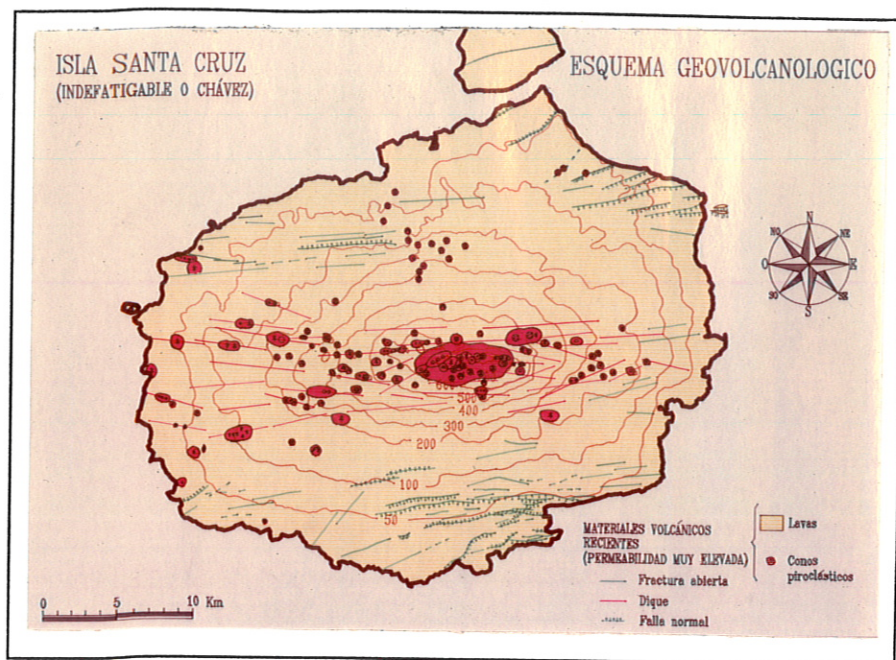 ISLA SANTA CRUZ
(INDEFATIGABLE O CHÁVEZ)
ESQUEMA GEOVOLCANOLOGICO
N
NO
NE
O
E
SO
SE
S
500
400
300
200
100
50
MATERIALES VOLCÁNICOS
RECIENTES
(PERMEABILIDAD MUY ELEVADA)
Lavas
Conos
piroclásticos
Fractura abierta
Dique
Falla normal
0 5 10 Km